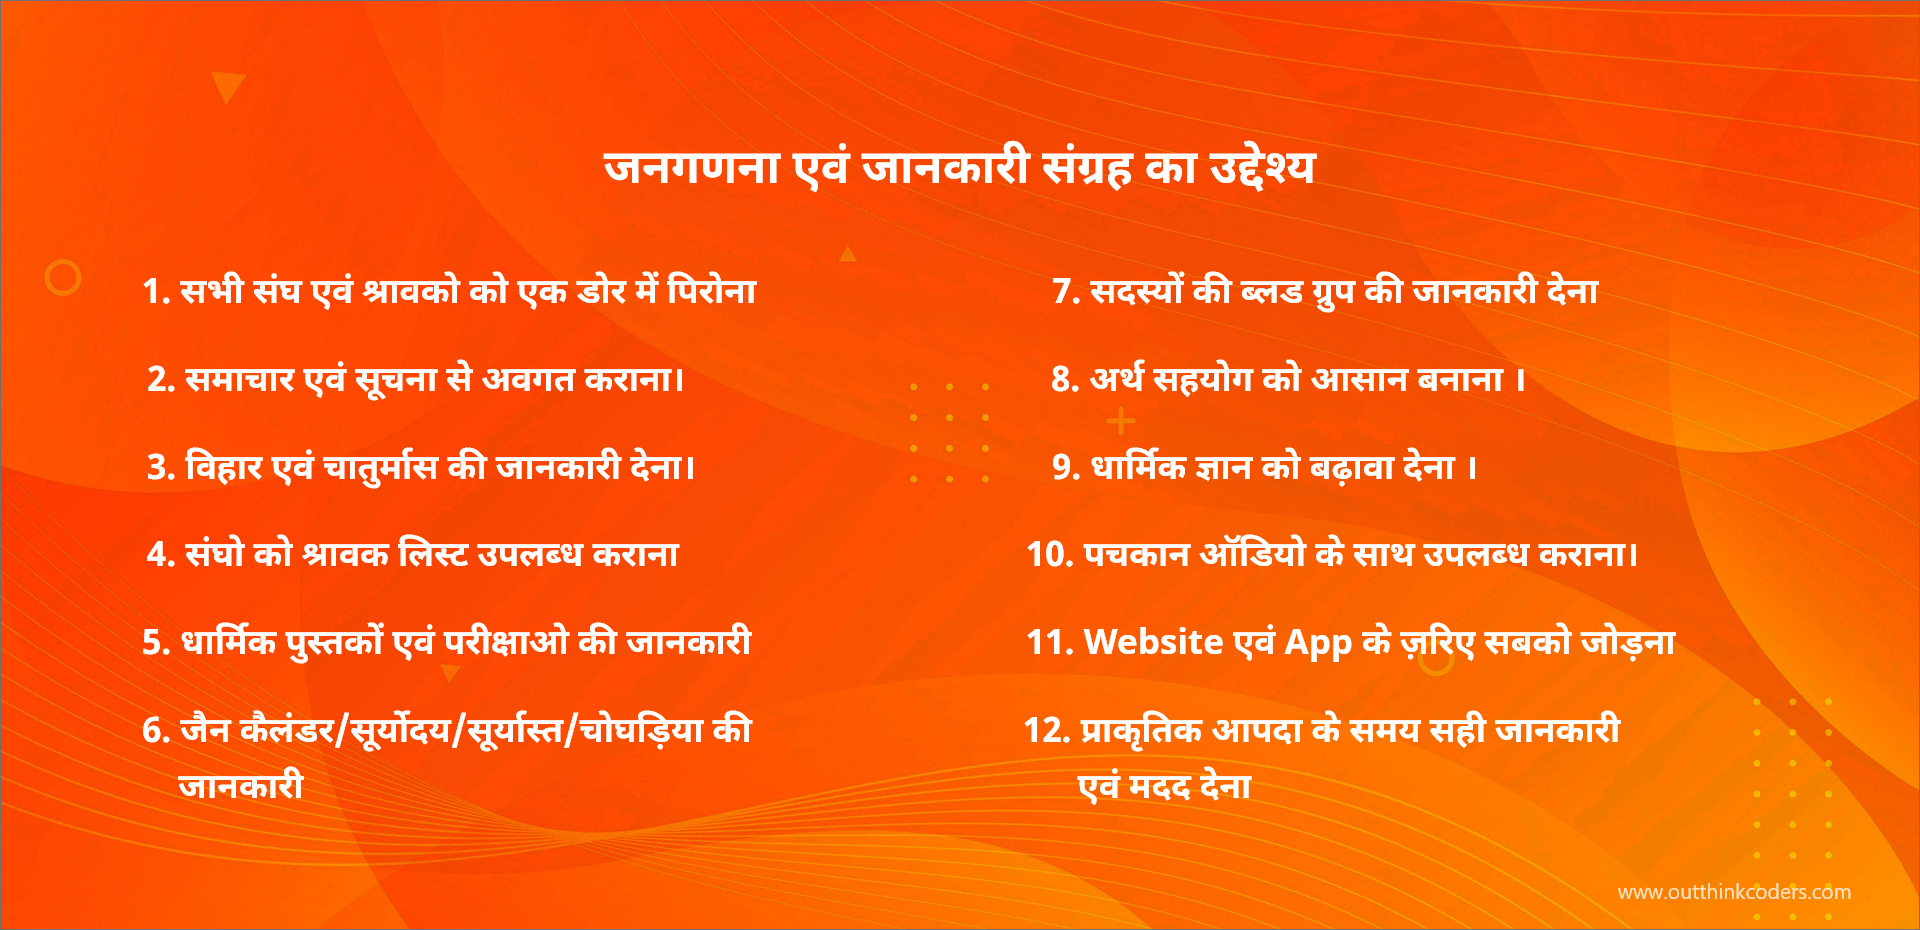 जनगणना एवं जानकारी संग्रह का उद्देश्य
1. सभी संघ एवं श्रावको को एक डोर में पिरोना
2. समाचार एवं सूचना से अवगत कराना।
3. विहार एवं चातुर्मास की जानकारी देना।
4. संघो को श्रावक लिस्ट उपलब्ध कराना
5. धार्मिक पुस्तकों एवं परीक्षाओ की जानकारी
6. जैन कैलंडर/सूर्योदय/सूर्यास्त/चोघड़िया की
जानकारी
7. सदस्यों की ब्लड ग्रुप की जानकारी देना
8. अर्थ सहयोग को आसान बनाना ।
9. धार्मिक ज्ञान को बढ़ावा देना ।
10. पचकान ऑडियो के साथ उपलब्ध कराना।
11. Website एवं App के ज़रिए सबको जोड़ना
12. प्राकृतिक आपदा के समय सही जानकारी
एवं मदद देना
www.outthinkcoders.com